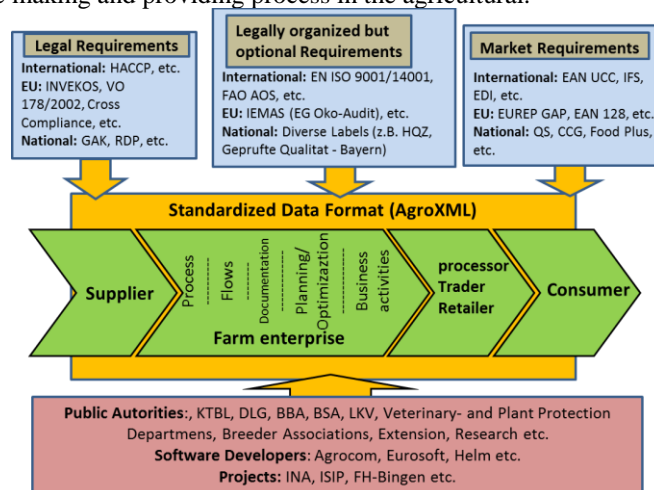 making and providing process in the agricultural.
Legal Requirements
International: HACCP, etc.
EU: INVEKOS, VO
178/2002, Cross
Compliance, etc.
National: GAK, RDP, etc.
Legally organized but
optional Requirements
International: EN ISO 9001/14001,
FAO AOS, etc.
EU: IEMAS (EG Oko-Audit), etc.
National: Diverse Labels (z.B. HQZ,
Geprufte Qualitat - Bayern)
Market Requirements
International: EAN UCC, IFS,
EDI, etc.
EU: EUREP GAP, EAN 128, etc.
National: QS, CCG, Food Plus,
etc.
Standardized Data Format (AgroXML)
Supplier
Process
Flows
Documentation
Planning/
Optimizaztion
Business
activities
Farm enterprise
processor
Trader
Retailer
Consumer
Public Autorities:, KTBL, DLG, BBA, BSA, LKV, Veterinary- and Plant Protection
Departmens, Breeder Associations, Extension, Research etc.
Software Developers: Agrocom, Eurosoft, Helm etc.
Projects: INA, ISIP, FH-Bingen etc.